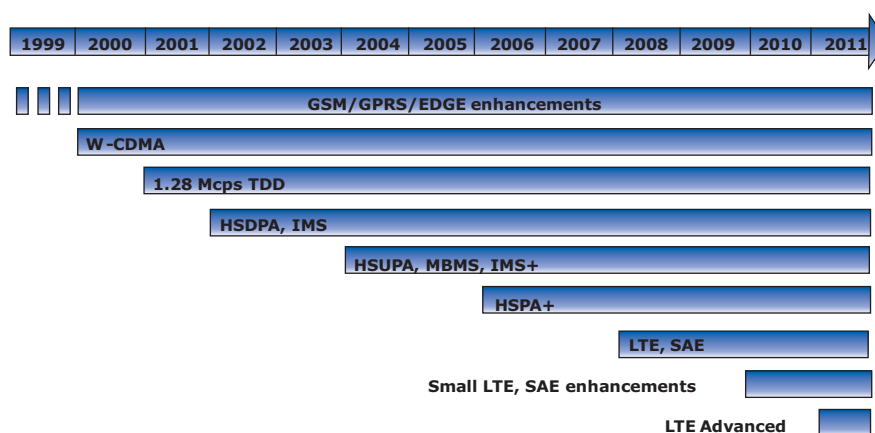 1999 2000 2001 2002 2003 2004 2005 2006 2007 2008 2009 2010 2011
GSM/GPRS/EDGE enhancements
W-CDMA
1.28 Mcps TDD
HSDPA, IMS
HSUPA, MBMS, IMS+
HSPA+
LTE, SAE
Small LTE, SAE enhancements
LTE Advanced